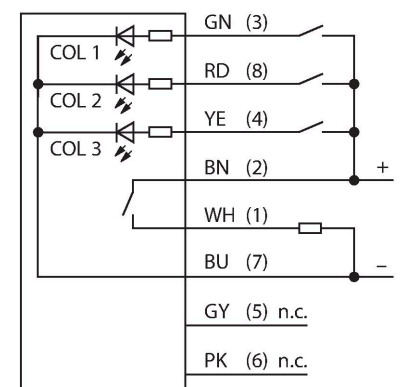 GN (3)
COL 1
RD (8)
COL 2
YE (4)
COL 3
BN (2)
+
WH (1)
BU (7)
–
GY (5) n.c.
PK (6) n.c.